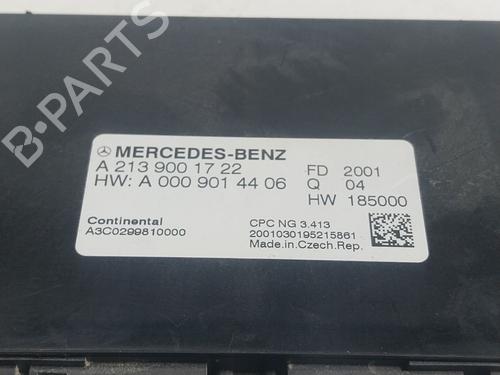 MERCEDES-BENZ
A 213 900 17 22
HW: A 000 901 44 06
FD 2001
Q 04
HW 185000
Continental
A3C0299810000
CPC NG 3.413
2001030195215861
Made.in.Czech.Rep.
B-PARTS